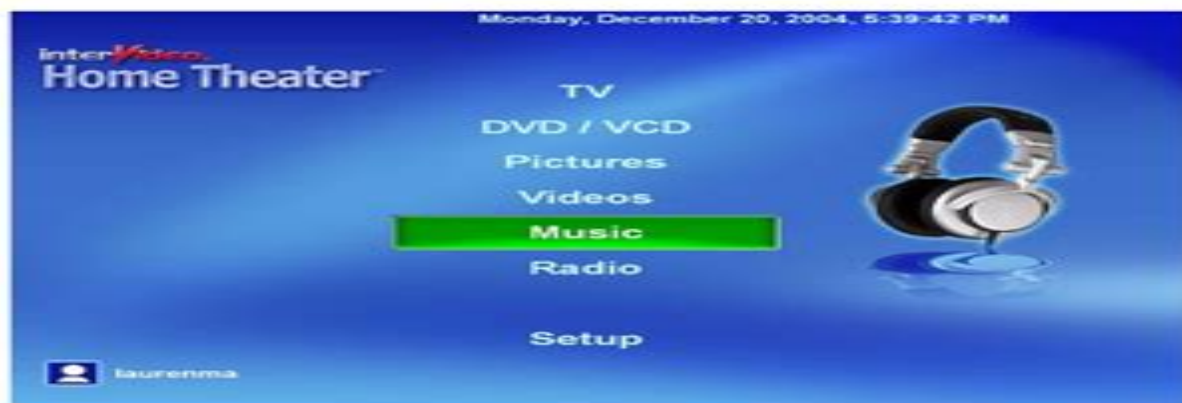 Monday, December 20, 2004, 5:39:42 PM
InterVideo.
Home Theater
TV
DVD / VCD
Pictures
Videos
Music
Radio
Setup
laurenma